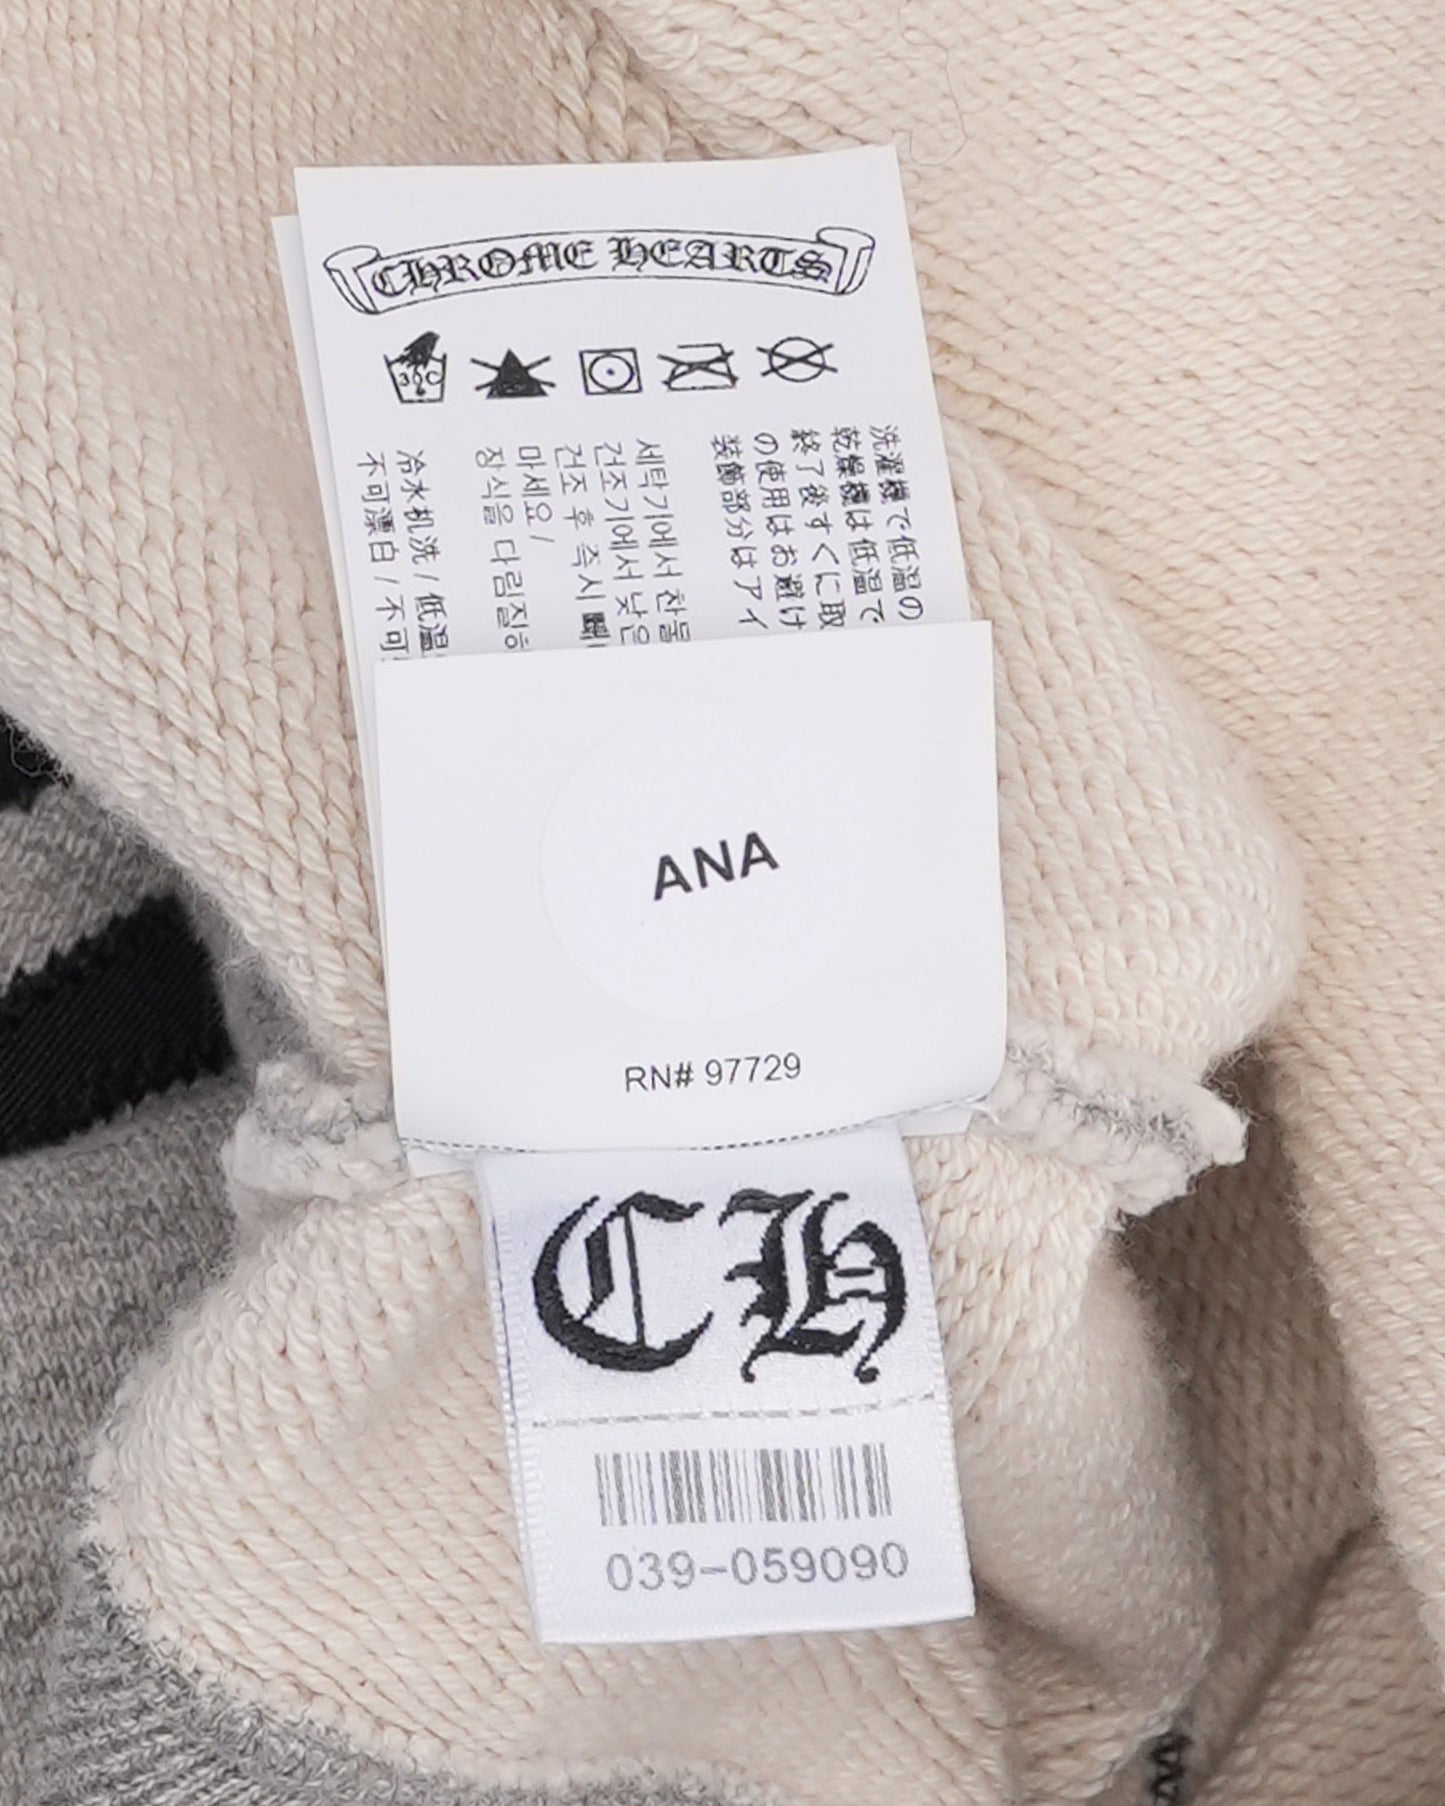 CHROME HEARTS
30C
洗濯機で低温の
乾燥機は低温で
終了後すぐに取
の使用はお避け
装飾部分はアイ
세탁기에서 찬물
건조기에서 낮은
건조 후 즉시
마세요 /
장식을 다림질하
冷水机洗 / 低温
不可漂白 / 不可
ANA
RN# 97729
CH
039-059090